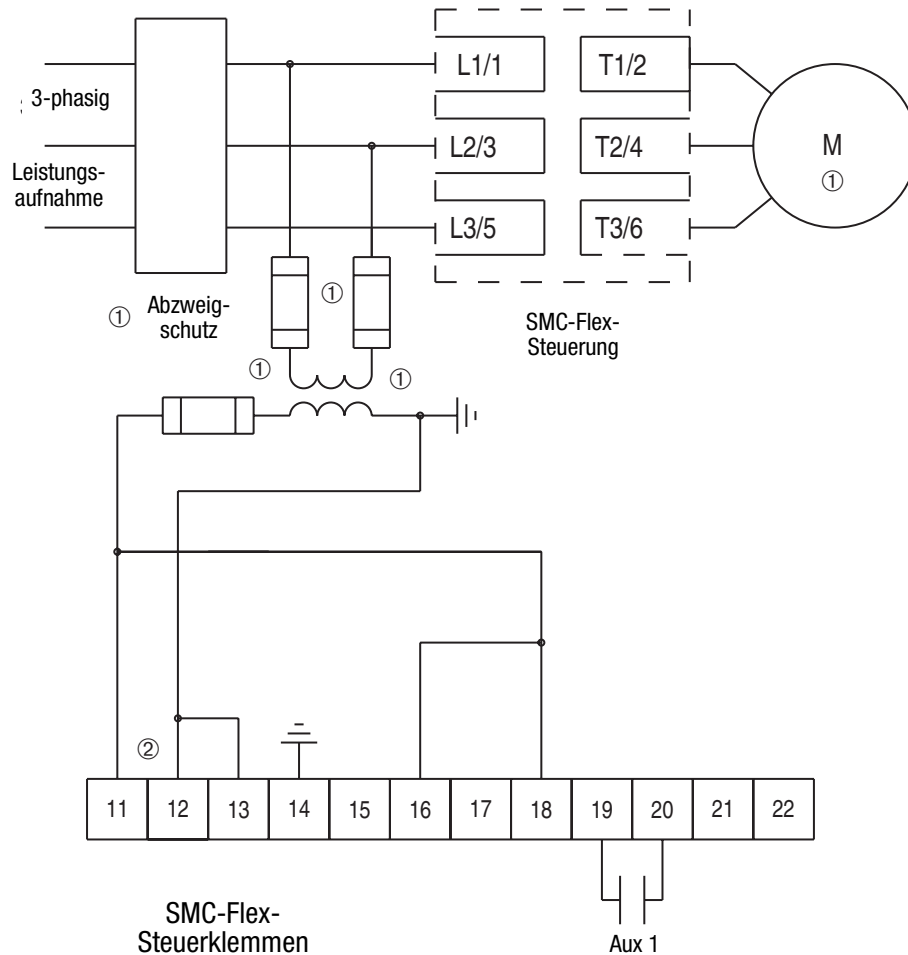 L1/1 T1/2
3-phasig
L2/3 T2/4 M
①
Leistungs-
aufnahme
L3/5 T3/6
① Abzweig-
schutz
①
SMC-Flex-
Steuerung
① ①
②
11 12 13 14 15 16 17 18 19 20 21 22
SMC-Flex-
Steuerklemmen
Aux 1